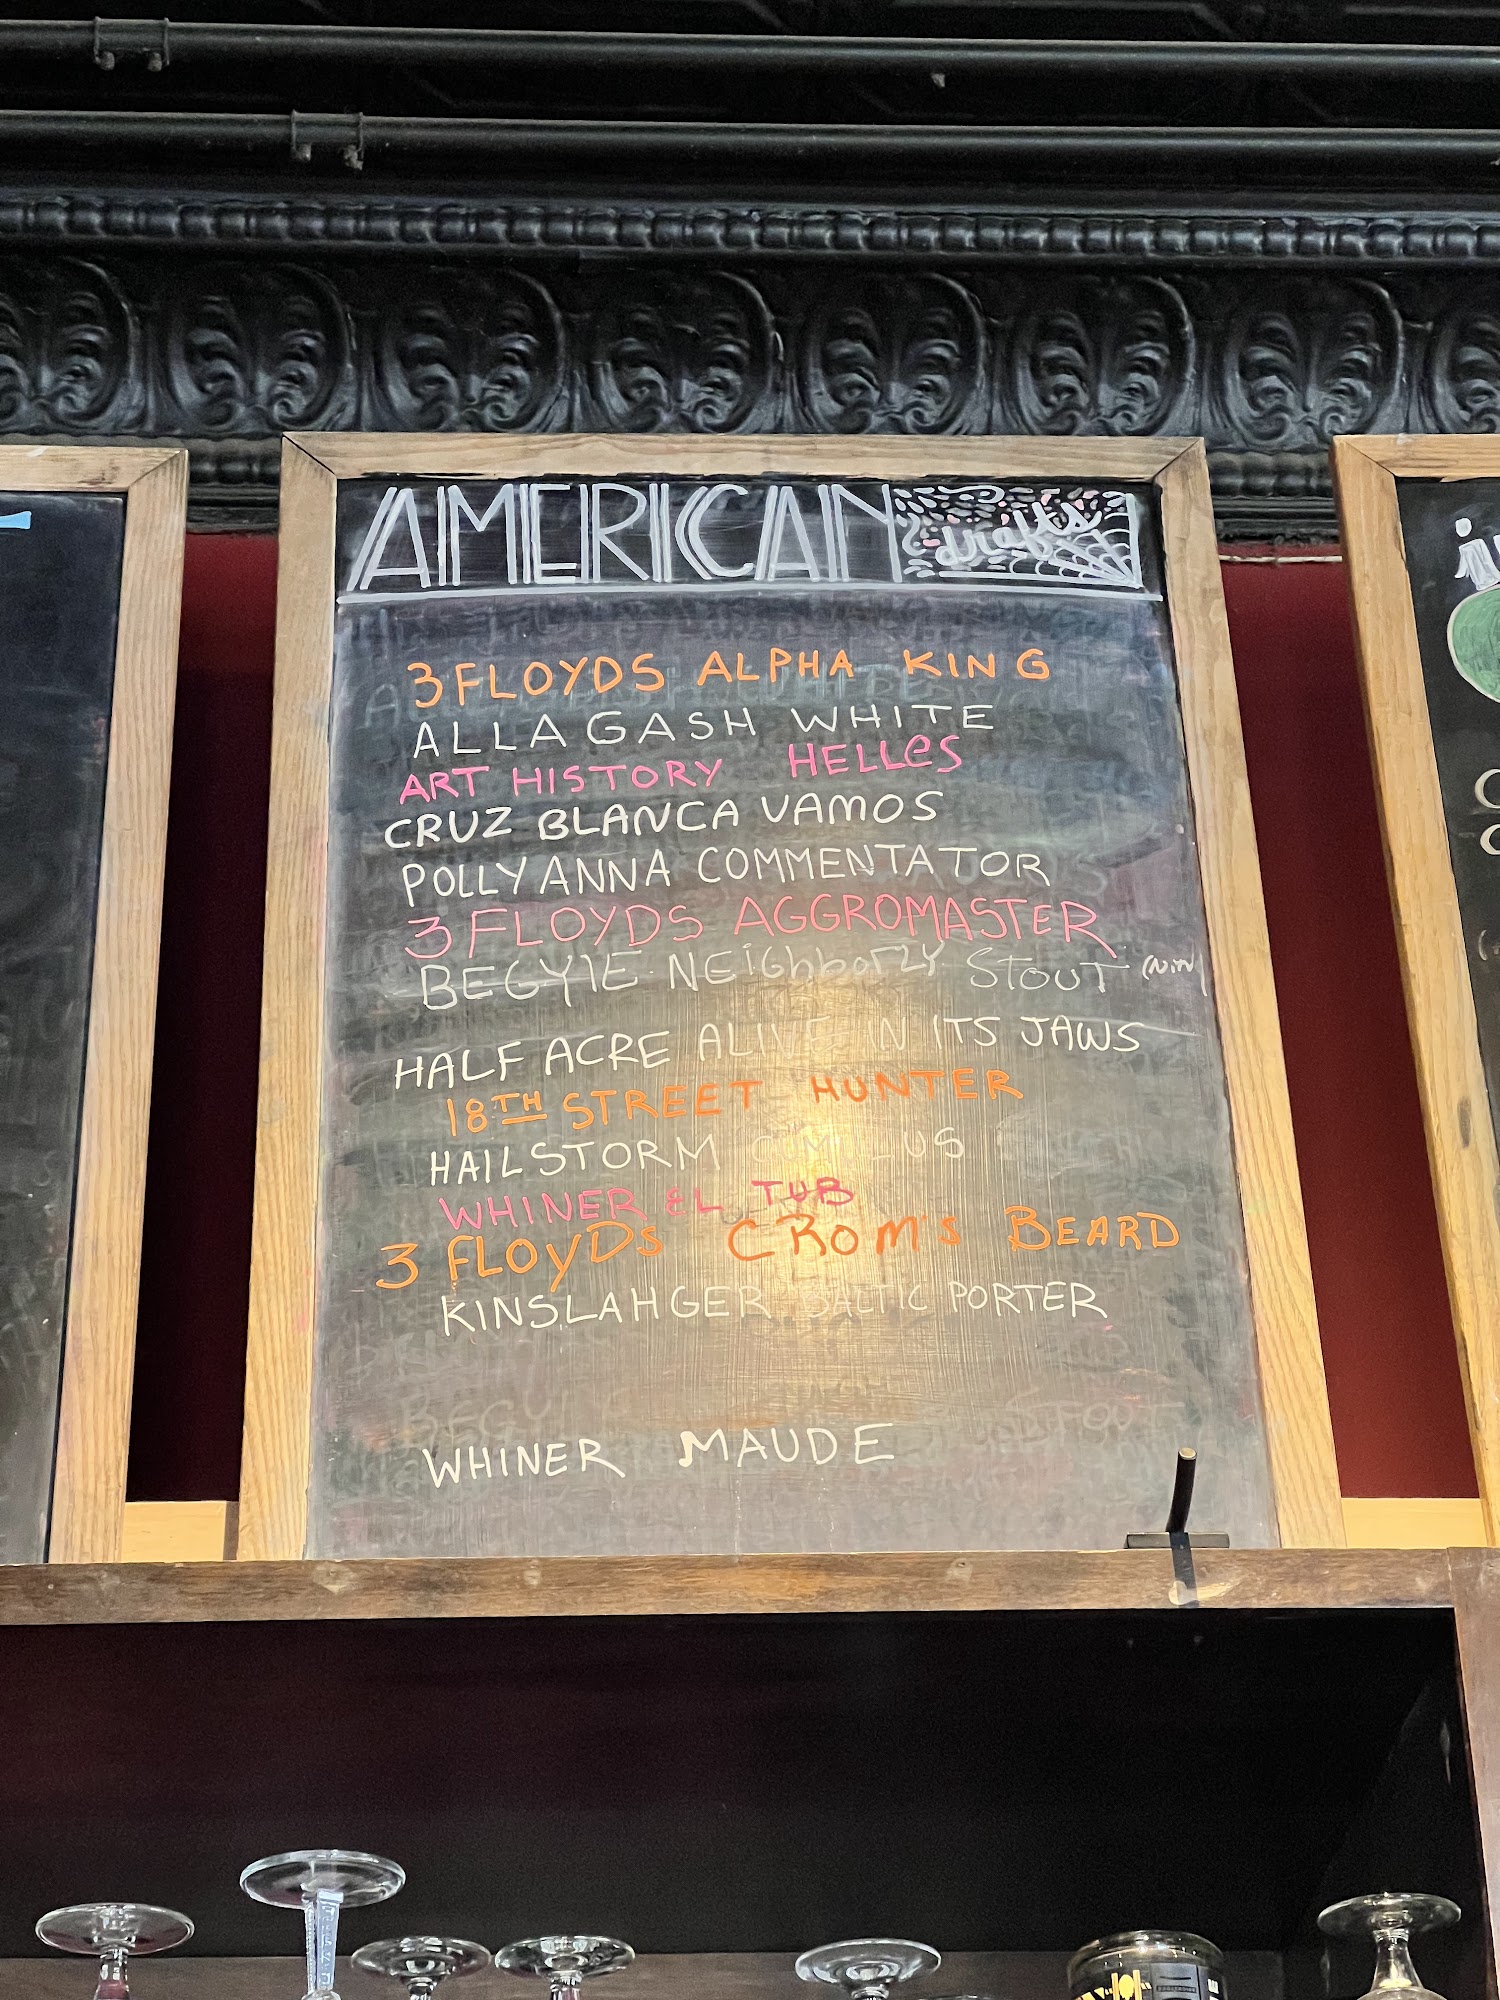 AMERICAN drafts
3 FLOYDS ALPHA KING
ALLAGASH WHITE
ART HISTORY HELLeS
CRUZ BLANCA VAMOS
POLLYANNA COMMENTATOR
3 FLOYDS AGGROMASTER
BEGYLE NEiGhborLY STOUT (Nitro)
HALF ACRE ALIVE IN ITS JAWS
18TH STREET HUNTER
HAILSTORM CUMULUS
WHINER EL TUB
3 FLOYDS CROM'S BEARD
KINSLAHGER BALTIC PORTER
WHINER MAUDE